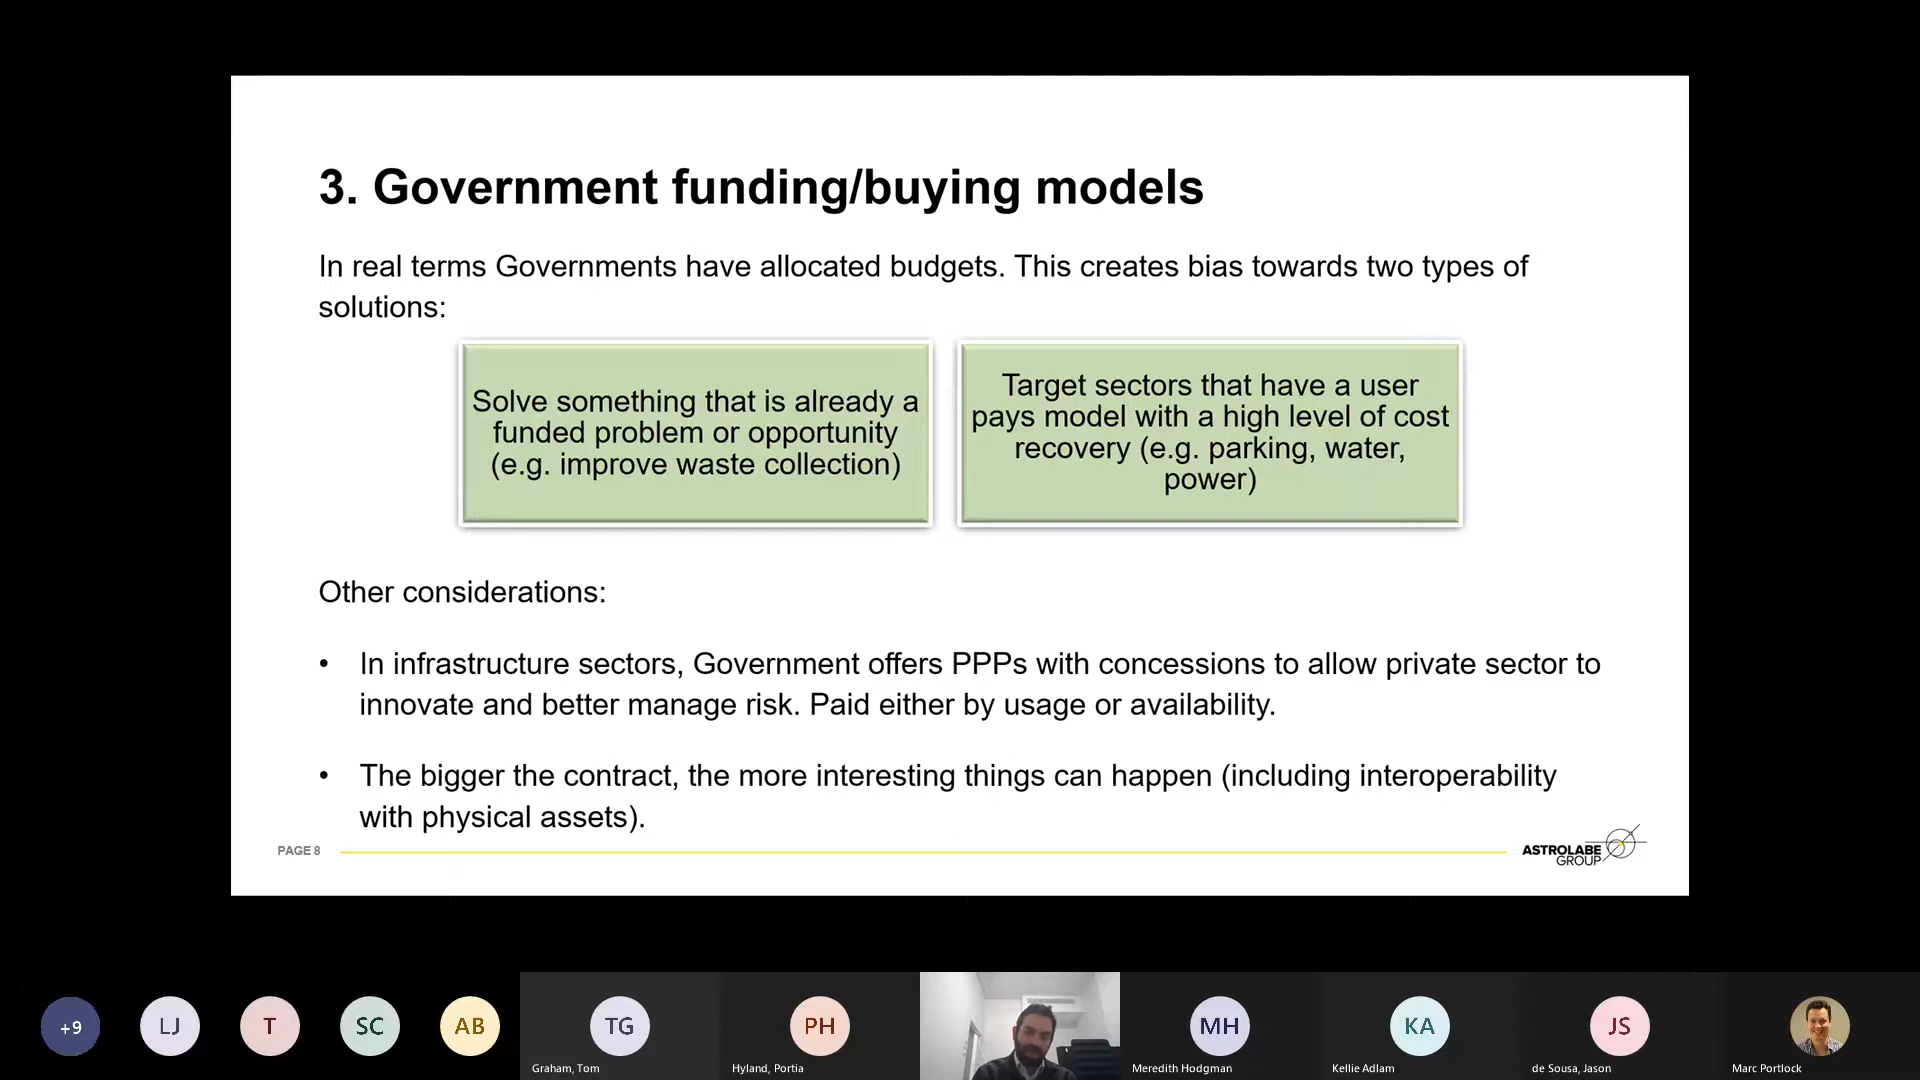 3. Government funding/buying models
In real terms Governments have allocated budgets. This creates bias towards two types of
solutions:
Solve something that is already a
funded problem or opportunity
(e.g. improve waste collection)
Target sectors that have a user
pays model with a high level of cost
recovery (e.g. parking, water,
power)
Other considerations:
• In infrastructure sectors, Government offers PPPs with concessions to allow private sector to
innovate and better manage risk. Paid either by usage or availability.
• The bigger the contract, the more interesting things can happen (including interoperability
with physical assets).
PAGE 8
ASTROLABE
GROUP
+9
LJ
T
SC
AB
TG
Graham, Tom
PH
Hyland, Portia
MH
Meredith Hodgman
KA
Kellie Adlam
JS
de Sousa, Jason
Marc Portlock